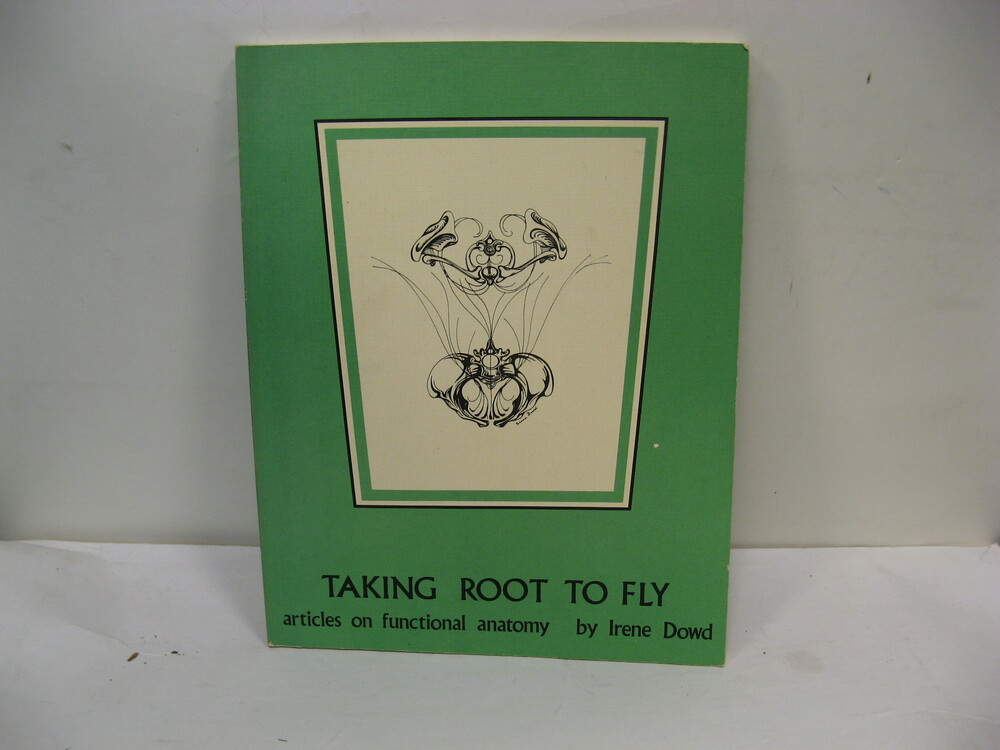 TAKING ROOT TO FLY
articles on functional anatomy by Irene Dowd